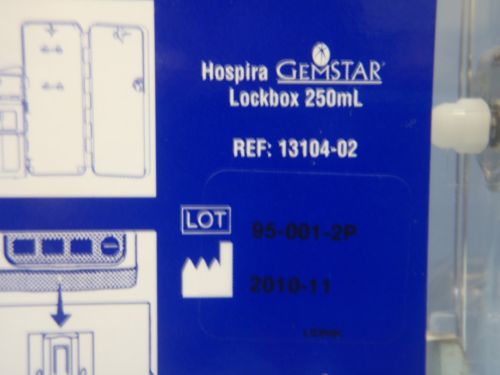 Hospira GEMSTAR
Lockbox 250mL
REF: 13104-02
LOT 95-001-2P
2010-11